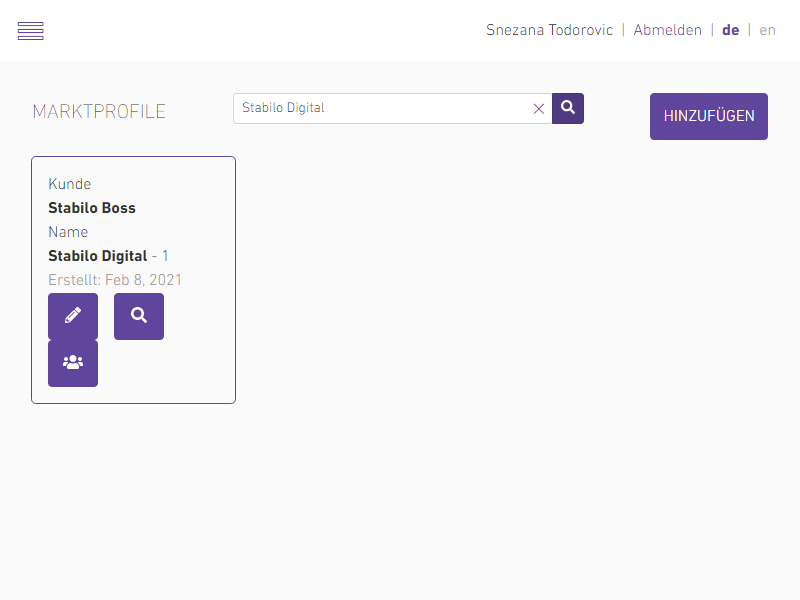 Snezana Todorovic | Abmelden | de | en
MARKTPROFILE
Stabilo Digital
HINZUFÜGEN
Kunde
Stabilo Boss
Name
Stabilo Digital - 1
Erstellt: Feb 8, 2021